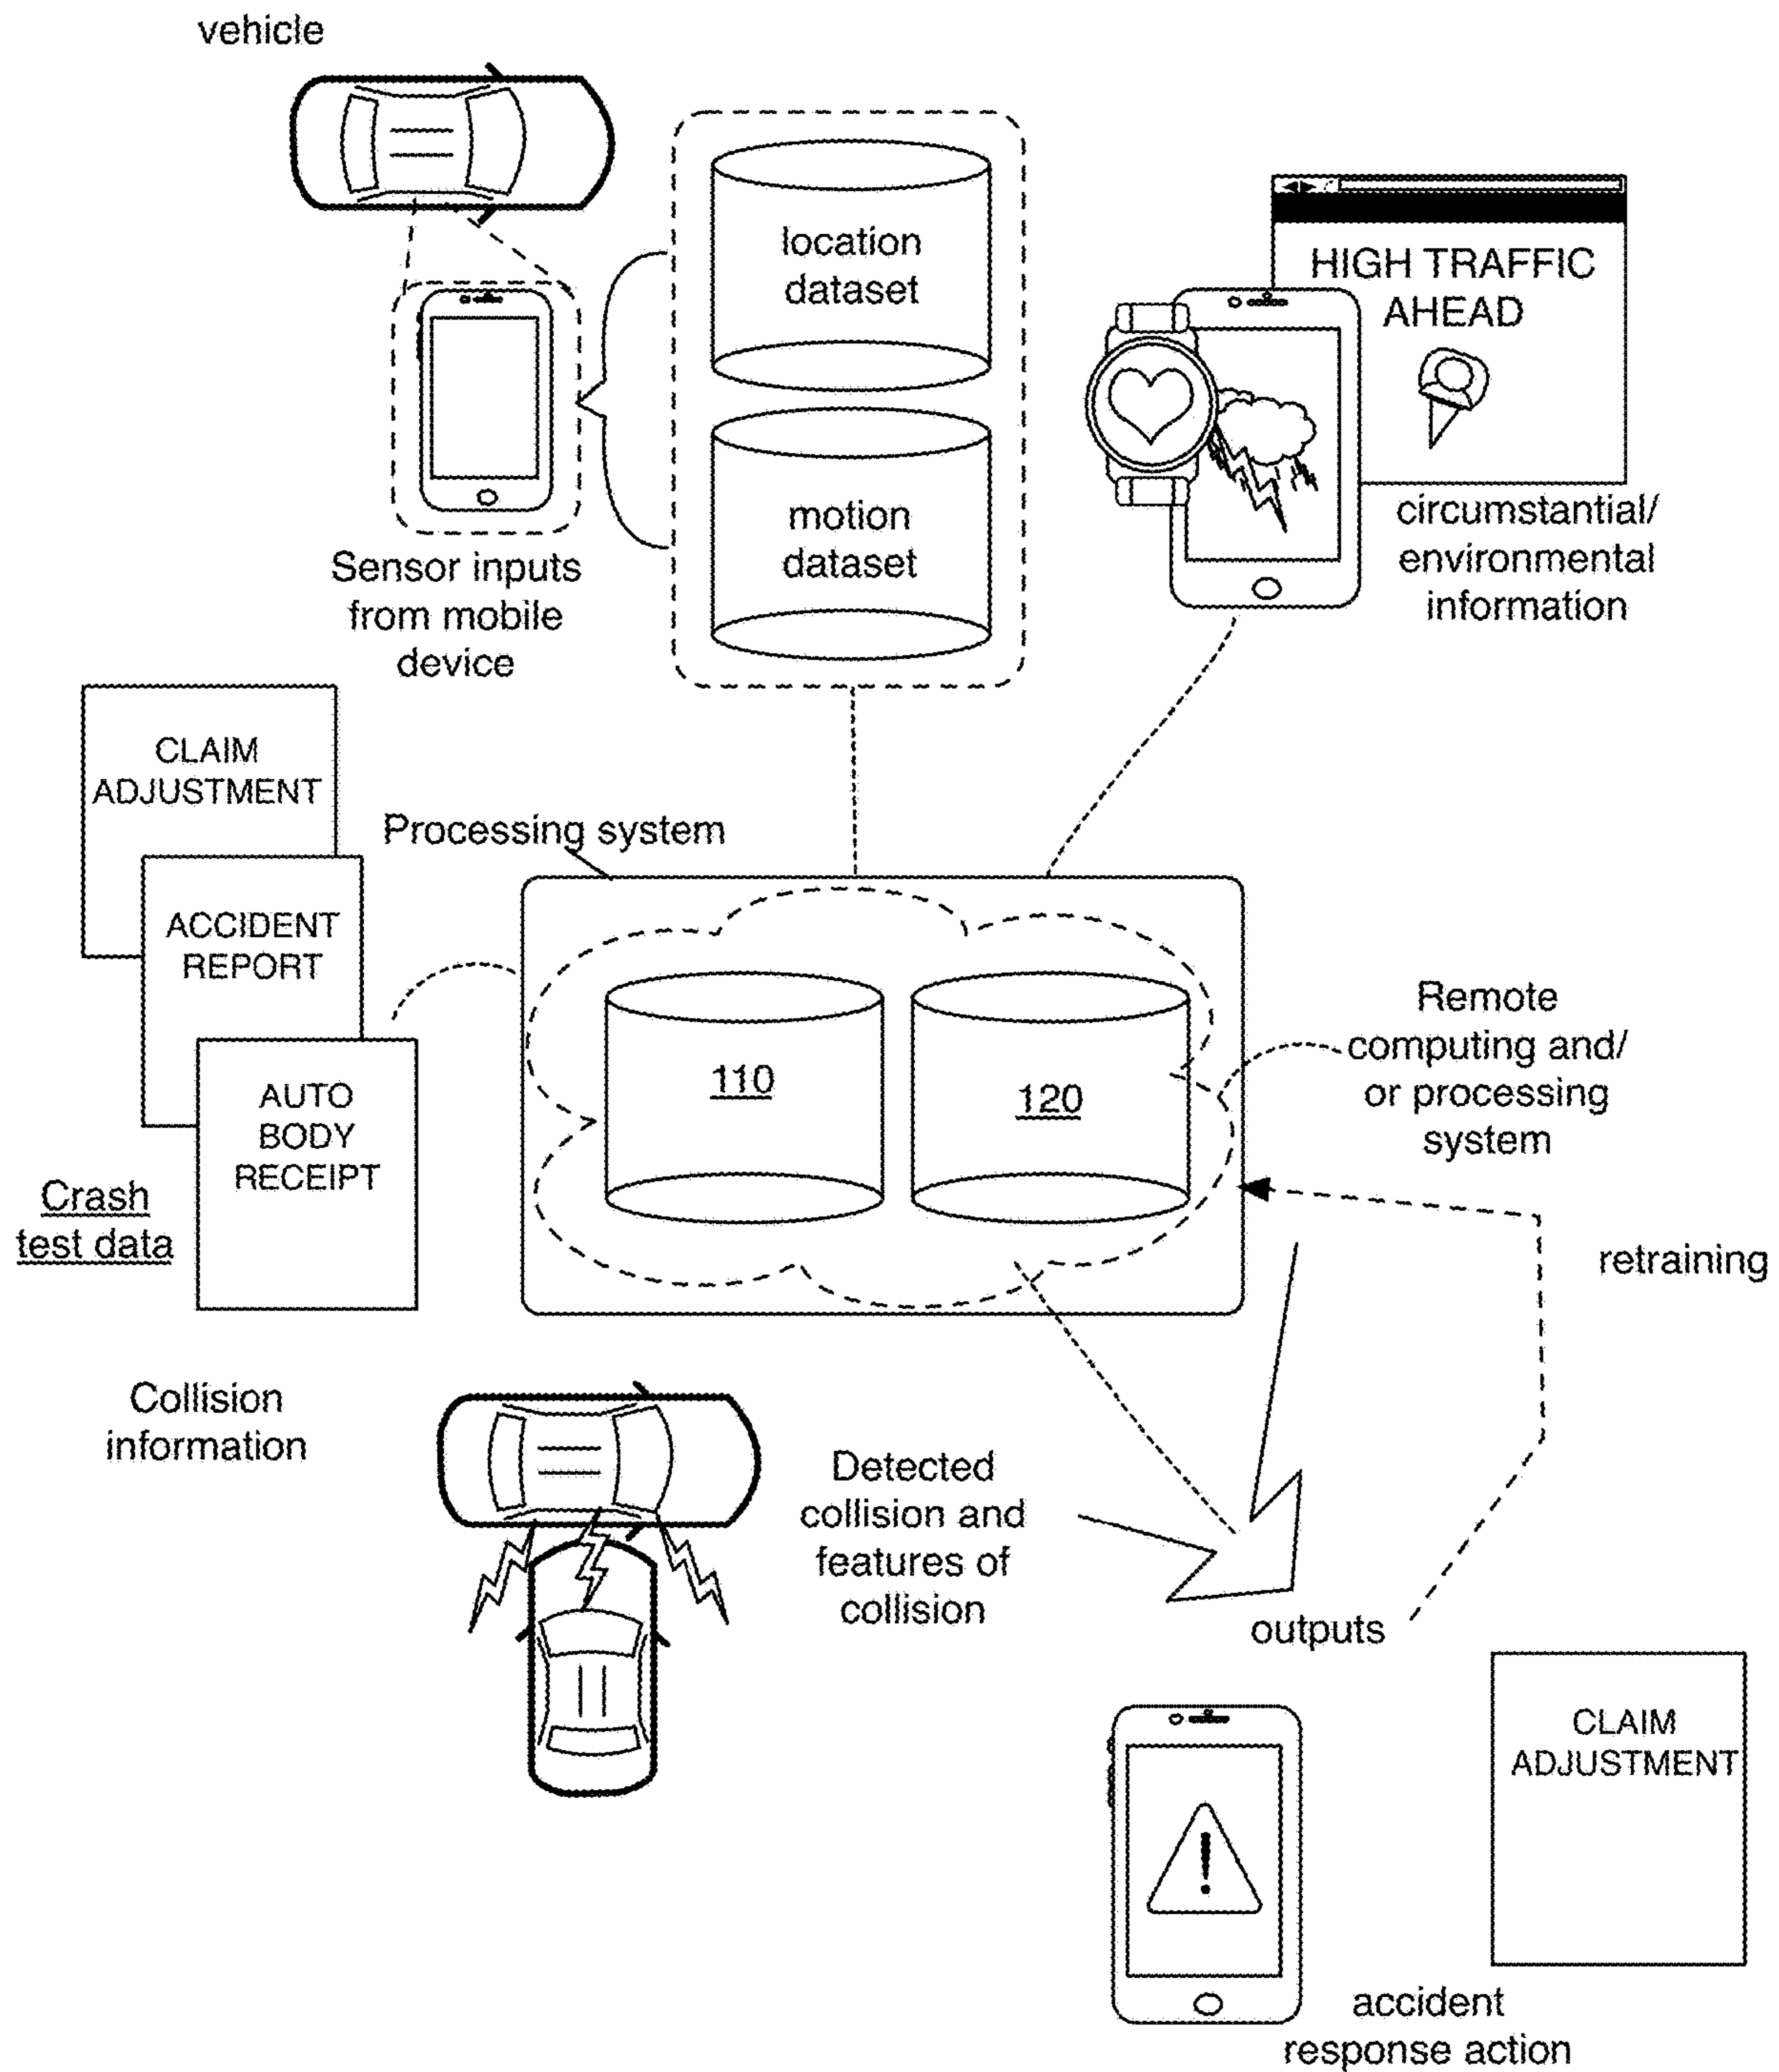 vehicle
location
dataset
motion
dataset
HIGH TRAFFIC
AHEAD
circumstantial/
environmental
information
Sensor inputs
from mobile
device
CLAIM
ADJUSTMENT
ACCIDENT
REPORT
AUTO
BODY
RECEIPT
Crash
test data
Processing system
110
120
Remote
computing and/
or processing
system
retraining
Collision
information
Detected
collision and
features of
collision
outputs
!
CLAIM
ADJUSTMENT
accident
response action